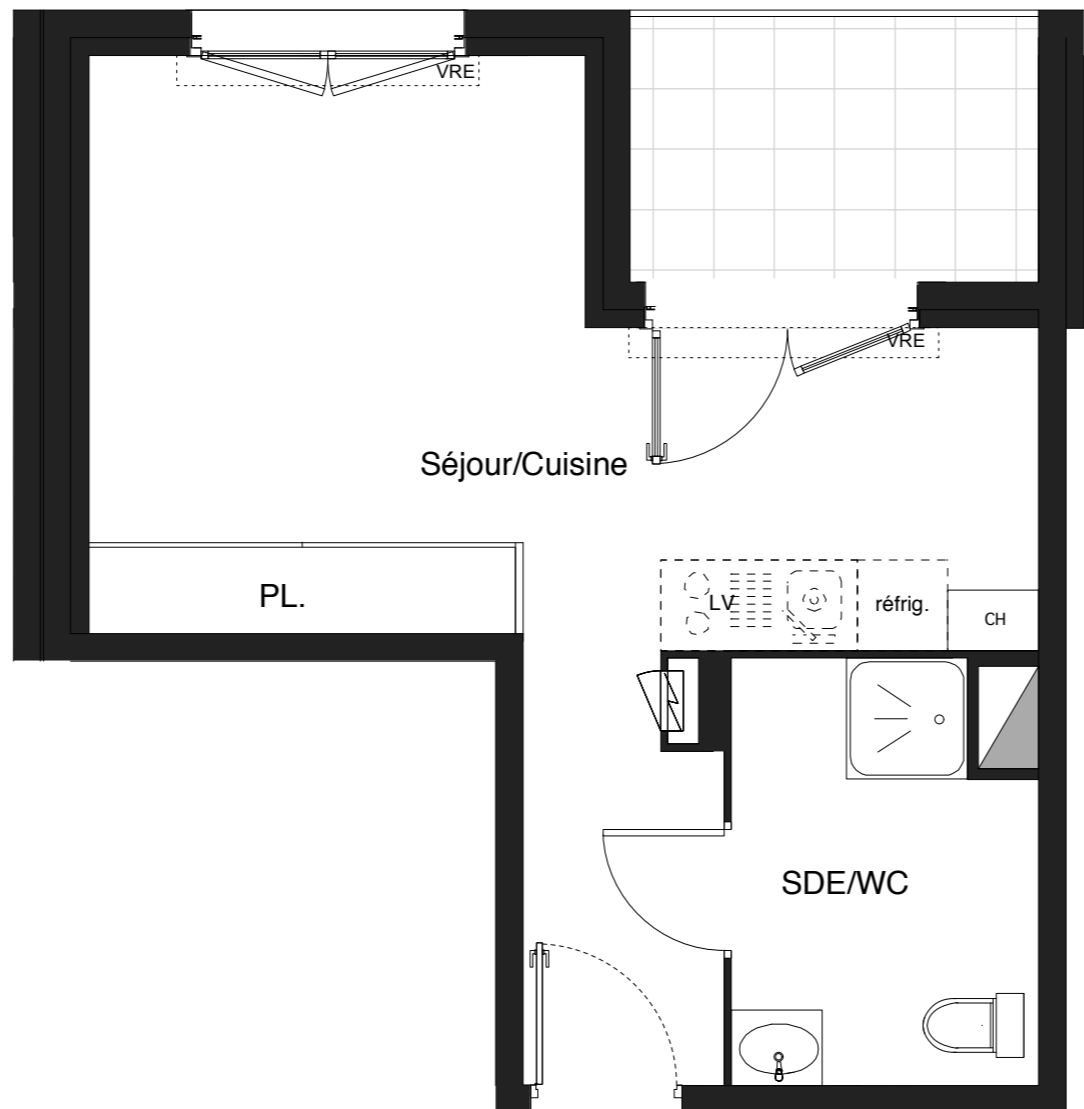 VRE
VRE
Séjour/Cuisine
PL.
LV
réfrig.
CH
SDE/WC